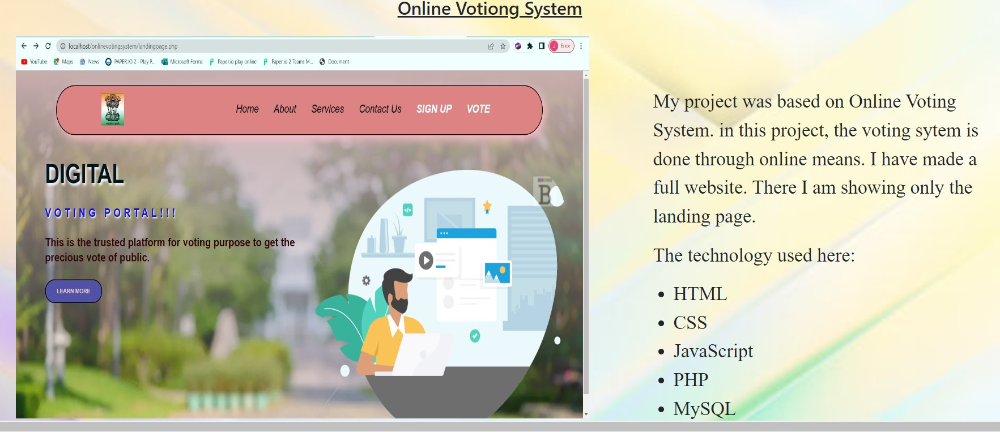 Online Votiong System
localhost/onlinevotingsystem/landingpage.php
Error
YouTube Maps News PAPER.IO 2 - Play P... Microsoft Forms Paper.io play online Paper.io 2 Teams M... Document
Home About Services Contact Us SIGN UP VOTE
DIGITAL
VOTING PORTAL!!!
This is the trusted platform for voting purpose to get the
precious vote of public.
LEARN MORE
B
My project was based on Online Voting
System. in this project, the voting sytem is
done through online means. I have made a
full website. There I am showing only the
landing page.
The technology used here:
HTML
CSS
JavaScript
PHP
MySQL